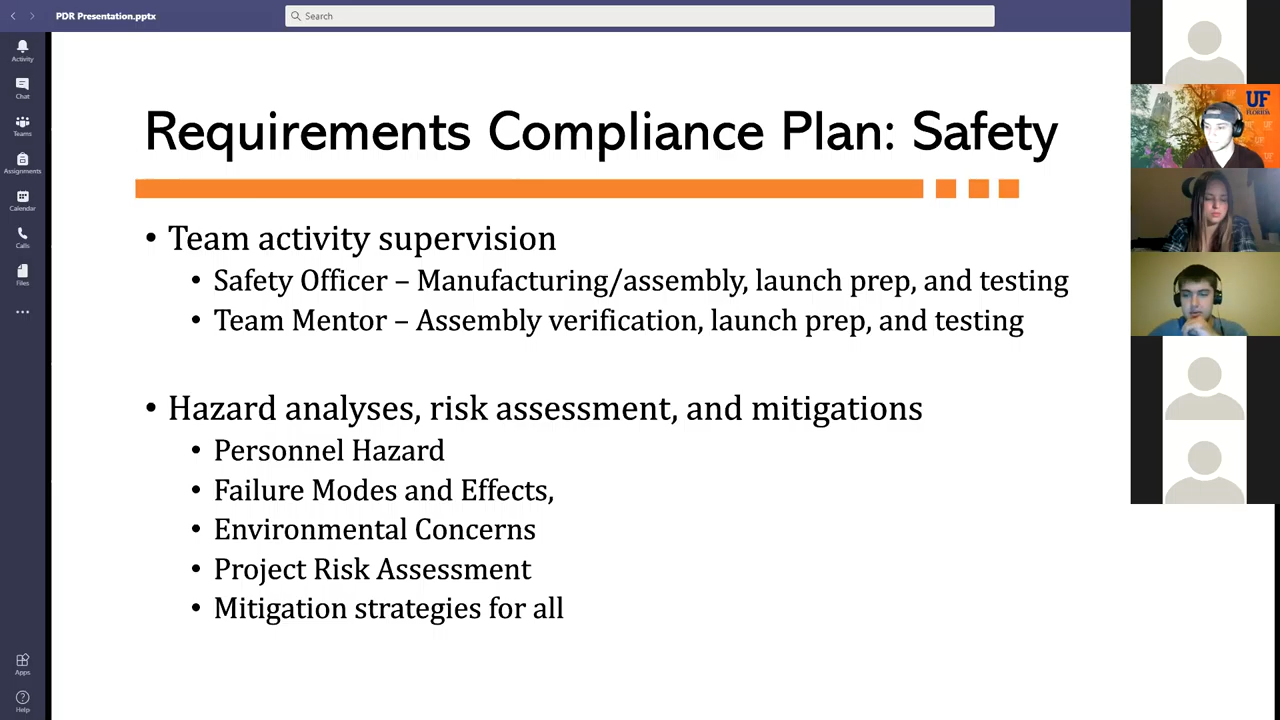 PDR Presentation.pptx
Search
Activity
Chat
Teams
Assignments
Calendar
Calls
Files
Apps
Help
Requirements Compliance Plan: Safety
• Team activity supervision
• Safety Officer – Manufacturing/assembly, launch prep, and testing
• Team Mentor – Assembly verification, launch prep, and testing
• Hazard analyses, risk assessment, and mitigations
• Personnel Hazard
• Failure Modes and Effects,
• Environmental Concerns
• Project Risk Assessment
• Mitigation strategies for all
UF
FLORIDA